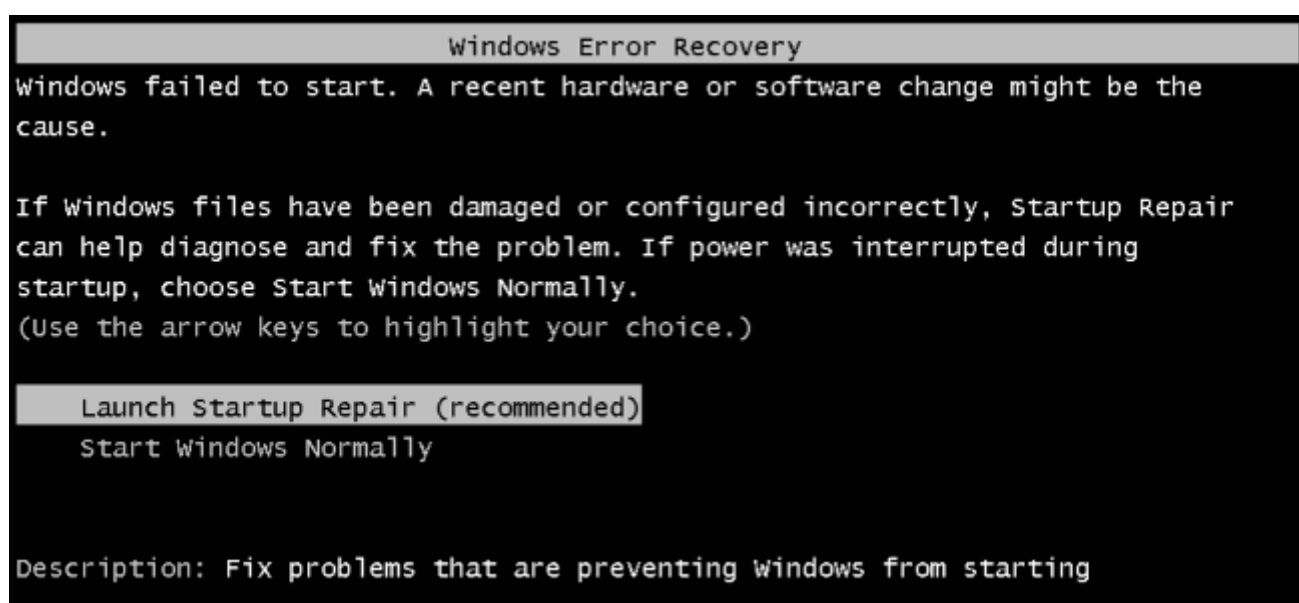 Windows Error Recovery
Windows failed to start. A recent hardware or software change might be the
cause.
If Windows files have been damaged or configured incorrectly, Startup Repair
can help diagnose and fix the problem. If power was interrupted during
startup, choose Start Windows Normally.
(Use the arrow keys to highlight your choice.)
Launch Startup Repair (recommended)
Start Windows Normally
Description: Fix problems that are preventing Windows from starting